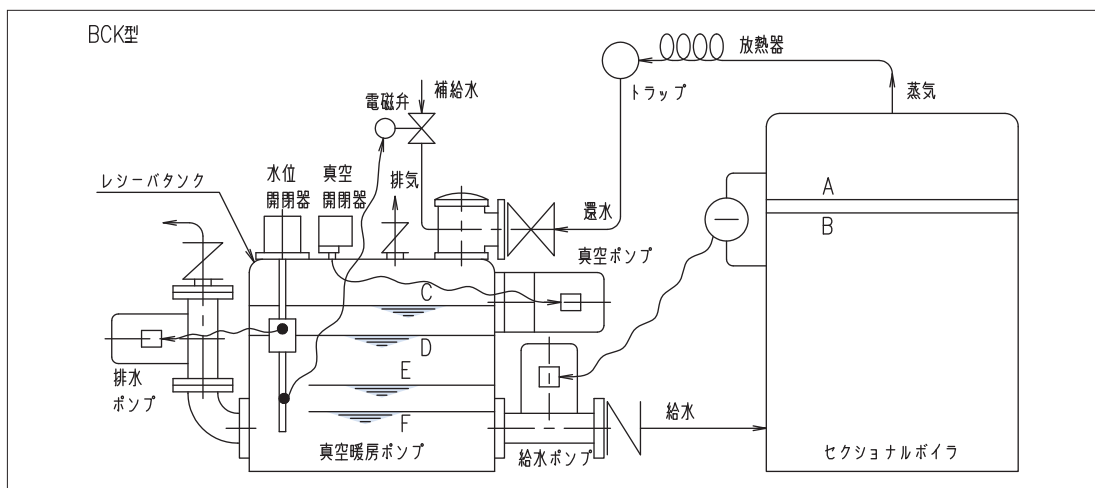 BCK型
放熱器
トラップ
蒸気
補給水
電磁弁
水位
開閉器
真空
開閉器
排気
レシーバタンク
還水
真空ポンプ
A
B
C
D
E
F
排水
ポンプ
給水
真空暖房ポンプ
給水ポンプ
セクショナルボイラ